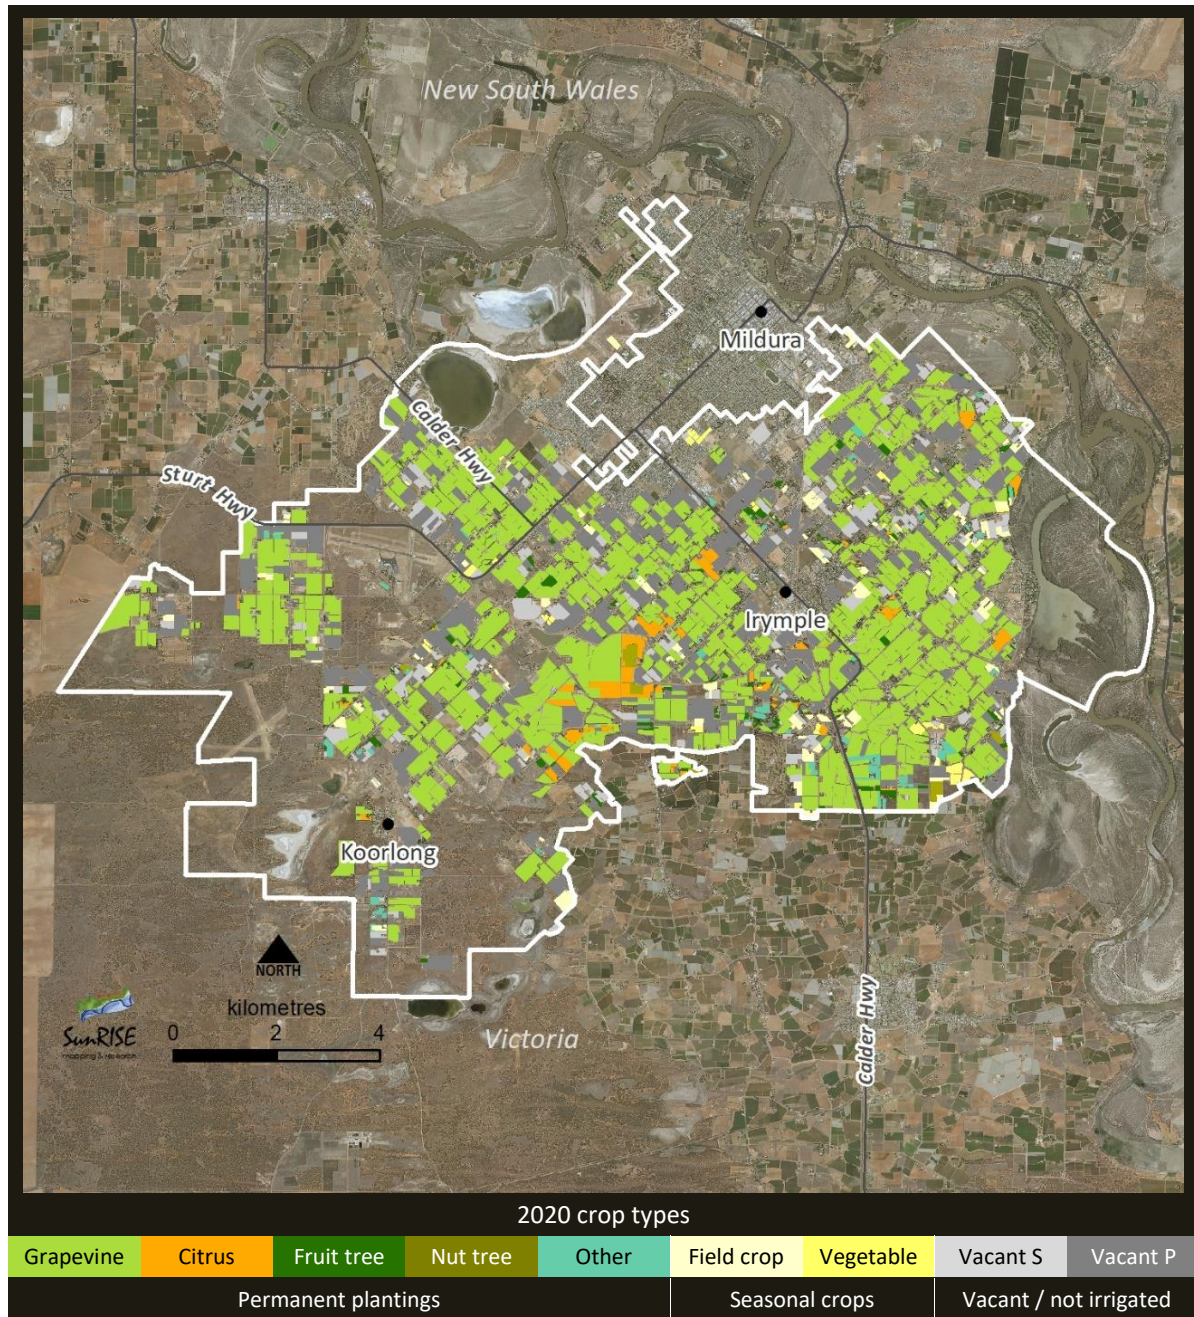 New South Wales
Mildura
Calder Hwy
Sturt Hwy
Irymple
Koorlong
NORTH
kilometres
0 2 4
SunRISE
mapping & research
Victoria
Calder Hwy
2020 crop types
Grapevine Citrus Fruit tree Nut tree Other Field crop Vegetable Vacant S Vacant P
Permanent plantings Seasonal crops Vacant / not irrigated